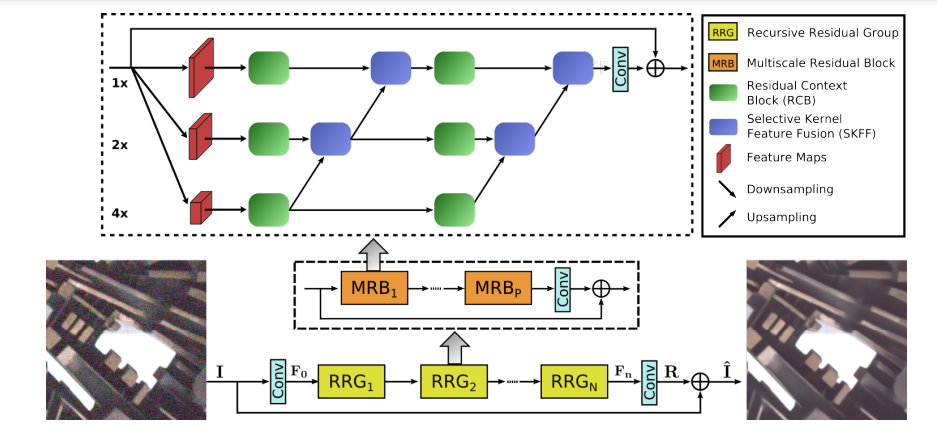 1x
2x
4x
Conv
RRG Recursive Residual Group
MRB Multiscale Residual Block
Residual Context
Block (RCB)
Selective Kernel
Feature Fusion (SKFF)
Feature Maps
Downsampling
Upsampling
MRB₁ MRBₚ Conv
I Conv F₀ RRG₁ RRG₂ RRG_N Fₙ Conv R Î